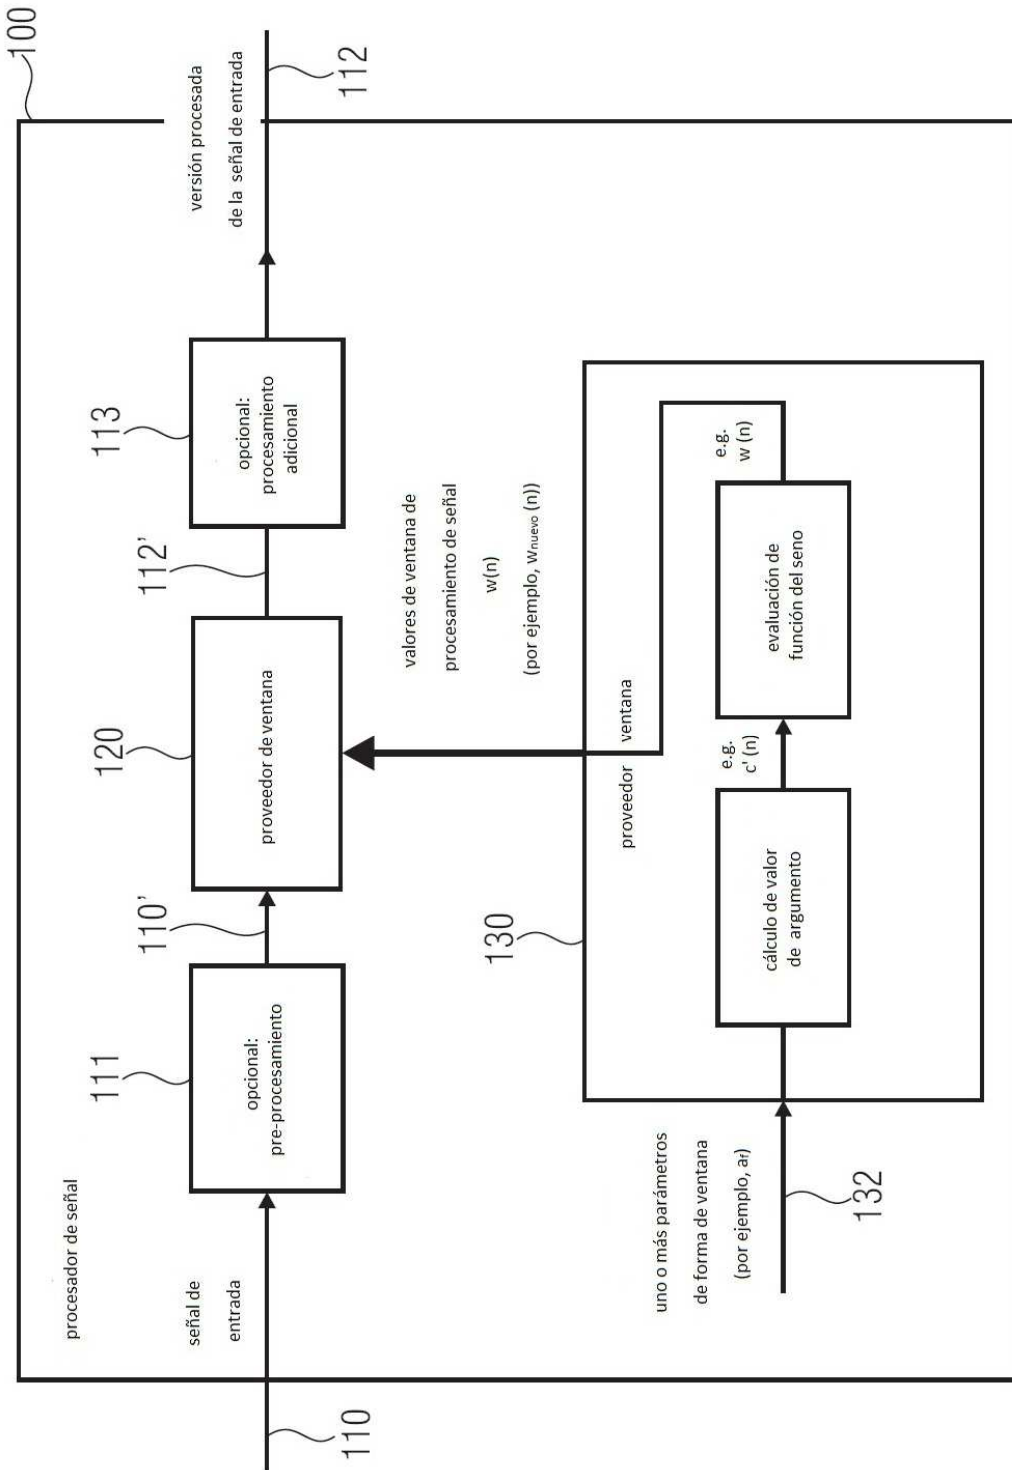 100
procesador de señal
señal de
entrada
110
111
opcional:
pre-procesamiento
110'
120
proveedor de ventana
112'
113
opcional:
procesamiento
adicional
versión procesada
de la señal de entrada
112
valores de ventana de
procesamiento de señal
w(n)
(por ejemplo, wnuevo (n))
130
proveedor ventana
uno o más parámetros
de forma de ventana
(por ejemplo, af)
132
cálculo de valor
de argumento
e.g.
c' (n)
evaluación de
función del seno
e.g.
w (n)